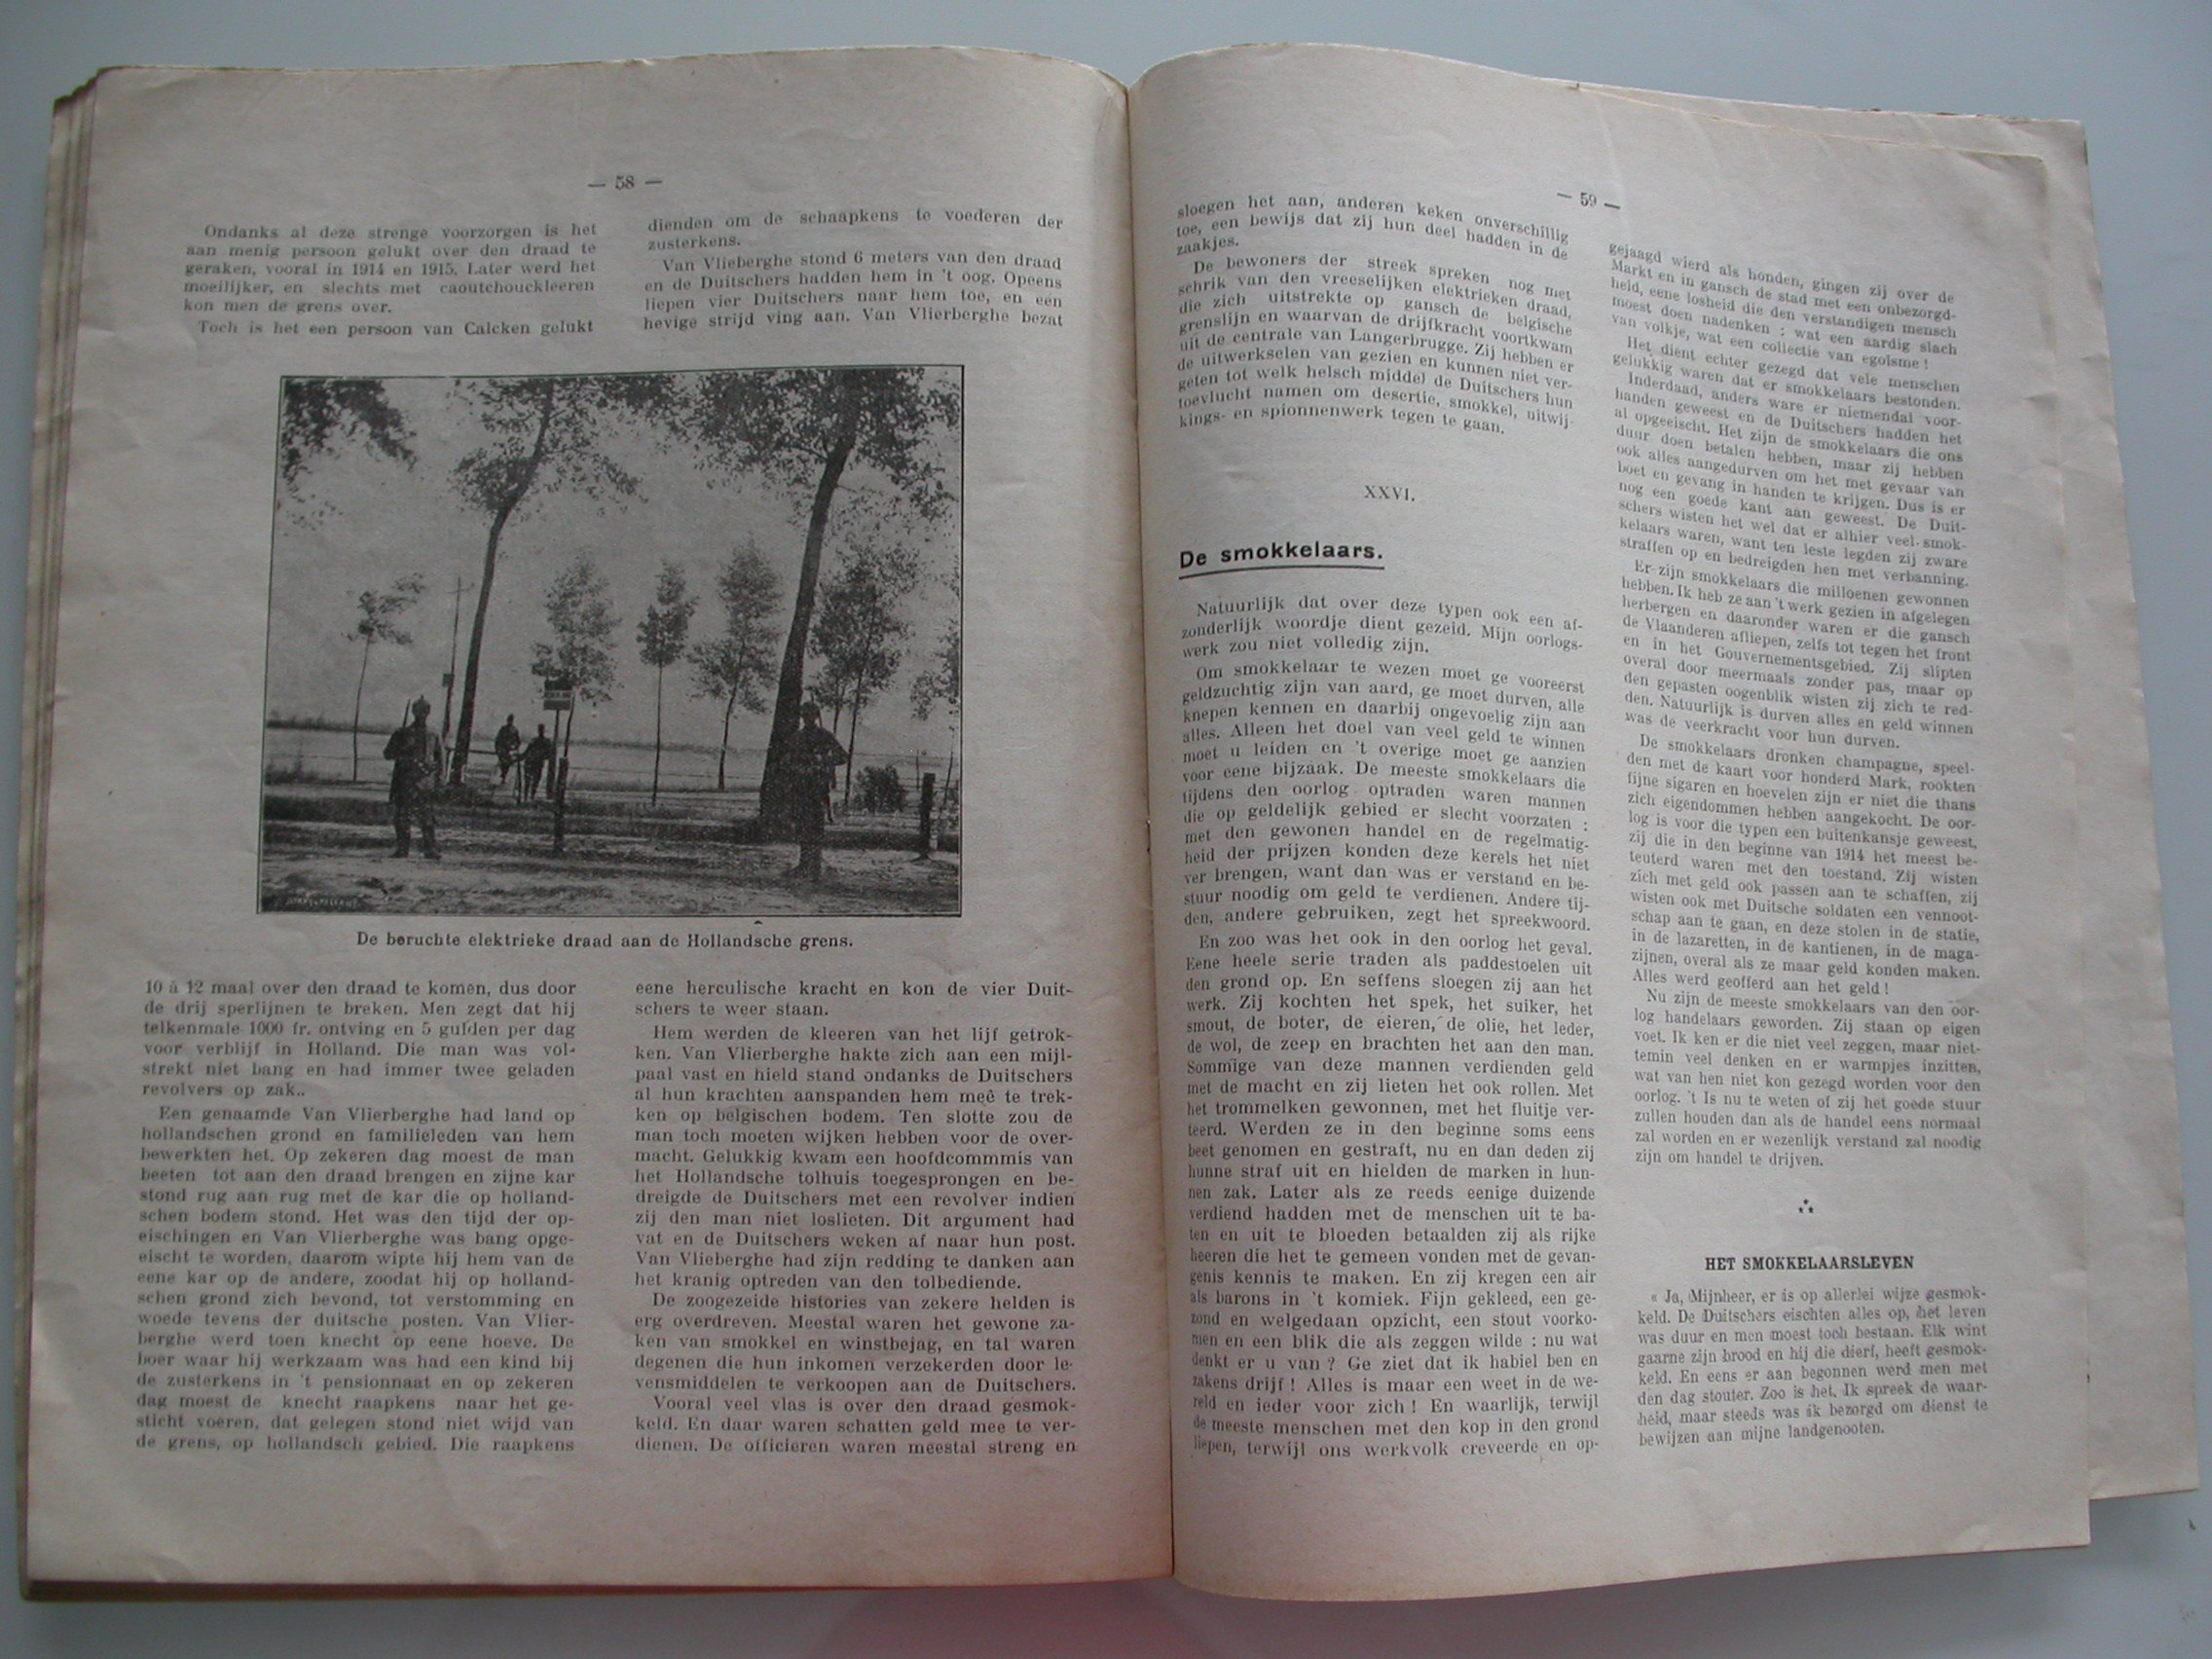 — 58 —
Ondanks al deze strenge voorzorgen is het
aan menig persoon gelukt over den draad te
geraken, vooral in 1914 en 1915. Later werd het
moeilijker, en slechts met caoutchouckleeren
kon men de grens over.
Toch is het een persoon van Calcken gelukt
dienden om de schaapkens te voederen der
zusterkens.
Van Vlieberghe stond 6 meters van den draad
en de Duitschers hadden hem in 't oog. Opeens
liepen vier Duitschers naar hem toe, en een
hevige strijd ving aan. Van Vlierberghe bezat
De beruchte elektrieke draad aan de Hollandsche grens.
10 à 12 maal over den draad te komen, dus door
de drij sperlijnen te breken. Men zegt dat hij
telkenmale 1000 fr. ontving en 5 gulden per dag
voor verblijf in Holland. Die man was vol-
strekt niet bang en had immer twee geladen
revolvers op zak..
Een genaamde Van Vlierberghe had land op
hollandschen grond en familieleden van hem
bewerkten het. Op zekeren dag moest de man
beeten tot aan den draad brengen en zijne kar
stond rug aan rug met de kar die op holland-
schen bodem stond. Het was den tijd der op-
eischingen en Van Vlierberghe was bang opge-
eischt te worden, daarom wipte hij hem van de
eene kar op de andere, zoodat hij op holland-
schen grond zich bevond, tot verstomming en
woede tevens der duitsche posten. Van Vlier-
berghe werd toen knecht op eene hoeve. De
boer waar hij werkzaam was had een kind bij
de zusterkens in 't pensionnaat en op zekeren
dag moest de knecht raapkens naar het ge-
sticht voeren, dat gelegen stond niet wijd van
de grens, op hollandsch gebied. Die raapkens
eene herculische kracht en kon de vier Duit-
schers te weer staan.
Hem werden de kleeren van het lijf getrok-
ken. Van Vlierberghe hakte zich aan een mijl-
paal vast en hield stand ondanks de Duitschers
al hun krachten aanspanden hem meê te trek-
ken op belgischen bodem. Ten slotte zou de
man toch moeten wijken hebben voor de over-
macht. Gelukkig kwam een hoofdcommmis van
het Hollandsche tolhuis toegesprongen en be-
dreigde de Duitschers met een revolver indien
zij den man niet loslieten. Dit argument had
vat en de Duitschers weken af naar hun post.
Van Vlieberghe had zijn redding te danken aan
het kranig optreden van den tolbediende.
De zoogezeide histories van zekere helden is
erg overdreven. Meestal waren het gewone za-
ken van smokkel en winstbejag, en tal waren
degenen die hun inkomen verzekerden door le-
vensmiddelen te verkoopen aan de Duitschers.
Vooral veel vlas is over den draad gesmok-
keld. En daar waren schatten geld mee te ver-
dienen. De officieren waren meestal streng en
— 59 —
sloegen het aan, anderen keken onverschillig
toe, een bewijs dat zij hun deel hadden in de
zaakjes.
De bewoners der streek spreken nog met
schrik van den vreeselijken elektrieken draad,
die zich uitstrekte op gansch de belgische
grenslijn en waarvan de drijfkracht voortkwam
uit de centrale van Langerbrugge. Zij hebben er
de uitwerkselen van gezien en kunnen niet ver-
geten tot welk helsch middel de Duitschers hun
toevlucht namen om desertie, smokkel, uitwij-
kings- en spionnenwerk tegen te gaan.
XXVI.
De smokkelaars.
Natuurlijk dat over deze typen ook een af-
zonderlijk woordje dient gezeid. Mijn oorlogs-
werk zou niet volledig zijn.
Om smokkelaar te wezen moet ge vooreerst
geldzuchtig zijn van aard, ge moet durven, alle
knepen kennen en daarbij ongevoelig zijn aan
alles. Alleen het doel van veel geld te winnen
moet u leiden en 't overige moet ge aanzien
voor eene bijzaak. De meeste smokkelaars die
tijdens den oorlog optraden waren mannen
die op geldelijk gebied er slecht voorzaten :
met den gewonen handel en de regelmatig-
heid der prijzen konden deze kerels het niet
ver brengen, want dan was er verstand en be-
stuur noodig om geld te verdienen. Andere tij-
den, andere gebruiken, zegt het spreekwoord.
En zoo was het ook in den oorlog het geval.
Eene heele serie traden als paddestoelen uit
den grond op. En seffens sloegen zij aan het
werk. Zij kochten het spek, het suiker, het
smout, de boter, de eieren, de olie, het leder,
de wol, de zeep en brachten het aan den man.
Sommige van deze mannen verdienden geld
met de macht en zij lieten het ook rollen. Met
het trommelken gewonnen, met het fluitje ver-
teerd. Werden ze in den beginne soms eens
beet genomen en gestraft, nu en dan deden zij
hunne straf uit en hielden de marken in hun-
nen zak. Later als ze reeds eenige duizende
verdiend hadden met de menschen uit te ba-
ten en uit te bloeden betaalden zij als rijke
heeren die het te gemeen vonden met de gevan-
genis kennis te maken. En zij kregen een air
als barons in 't komiek. Fijn gekleed, een ge-
zond en welgedaan opzicht, een stout voorko-
men en een blik die als zeggen wilde : nu wat
denkt er u van ? Ge ziet dat ik habiel ben en
zakens drijf ! Alles is maar een weet in de we-
reld en ieder voor zich ! En waarlijk, terwijl
de meeste menschen met den kop in den grond
liepen, terwijl ons werkvolk creveerde en op-
gejaagd wierd als honden, gingen zij over de
Markt en in gansch de stad met een onbezorgd-
heid, eene losheid die den verstandigen mensch
moest doen nadenken : wat een aardig slach
van volkje, wat een collectie van egoïsme !
Het dient echter gezegd dat vele menschen
gelukkig waren dat er smokkelaars bestonden.
Inderdaad, anders ware er niemendal voor-
handen geweest en de Duitschers hadden het
al opgeeischt. Het zijn de smokkelaars die ons
duur doen betalen hebben, maar zij hebben
ook alles aangedurven om het met gevaar van
boet en gevang in handen te krijgen. Dus is er
nog een goede kant aan geweest. De Duit-
schers wisten het wel dat er alhier veel smok-
kelaars waren, want ten leste legden zij zware
straffen op en bedreigden hen met verbanning.
Er zijn smokkelaars die milloenen gewonnen
hebben. Ik heb ze aan 't werk gezien in afgelegen
herbergen en daaronder waren er die gansch
de Vlaanderen afliepen, zelfs tot tegen het front
en in het Gouvernementsgebied. Zij slipten
overal door meermaals zonder pas, maar op
den gepasten oogenblik wisten zij zich te red-
den. Natuurlijk is durven alles en geld winnen
was de veerkracht voor hun durven.
De smokkelaars dronken champagne, speel-
den met de kaart voor honderd Mark, rookten
fijne sigaren en hoevelen zijn er niet die thans
zich eigendommen hebben aangekocht. De oor-
log is voor die typen een buitenkansje geweest,
zij die in den beginne van 1914 het meest be-
teuterd waren met den toestand. Zij wisten
zich met geld ook passen aan te schaffen, zij
wisten ook met Duitsche soldaten een vennoot-
schap aan te gaan, en deze stolen in de statie,
in de lazaretten, in de kantienen, in de maga-
zijnen, overal als ze maar geld konden maken.
Alles werd geofferd aan het geld !
Nu zijn de meeste smokkelaars van den oor-
log handelaars geworden. Zij staan op eigen
voet. Ik ken er die niet veel zeggen, maar niet-
temin veel denken en er warmpjes inzitten,
wat van hen niet kon gezegd worden voor den
oorlog. 't Is nu te weten of zij het goede stuur
zullen houden dan als de handel eens normaal
zal worden en er wezenlijk verstand zal noodig
zijn om handel te drijven.
HET SMOKKELAARSLEVEN
« Ja, Mijnheer, er is op allerlei wijze gesmok-
keld. De Duitschers eischten alles op, het leven
was duur en men moest toch bestaan. Elk wint
gaarne zijn brood en hij die dierf, heeft gesmok-
keld. En eens er aan begonnen werd men met
den dag stouter. Zoo is het. Ik spreek de waar-
heid, maar steeds was ik bezorgd om dienst te
bewijzen aan mijne landgenooten.